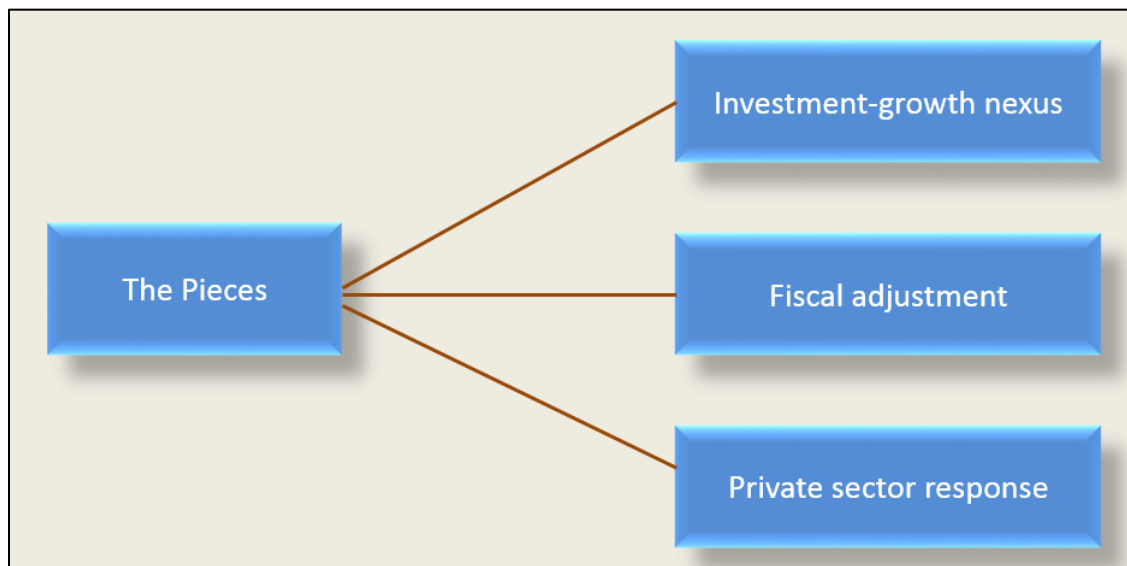 The Pieces
Investment-growth nexus
Fiscal adjustment
Private sector response